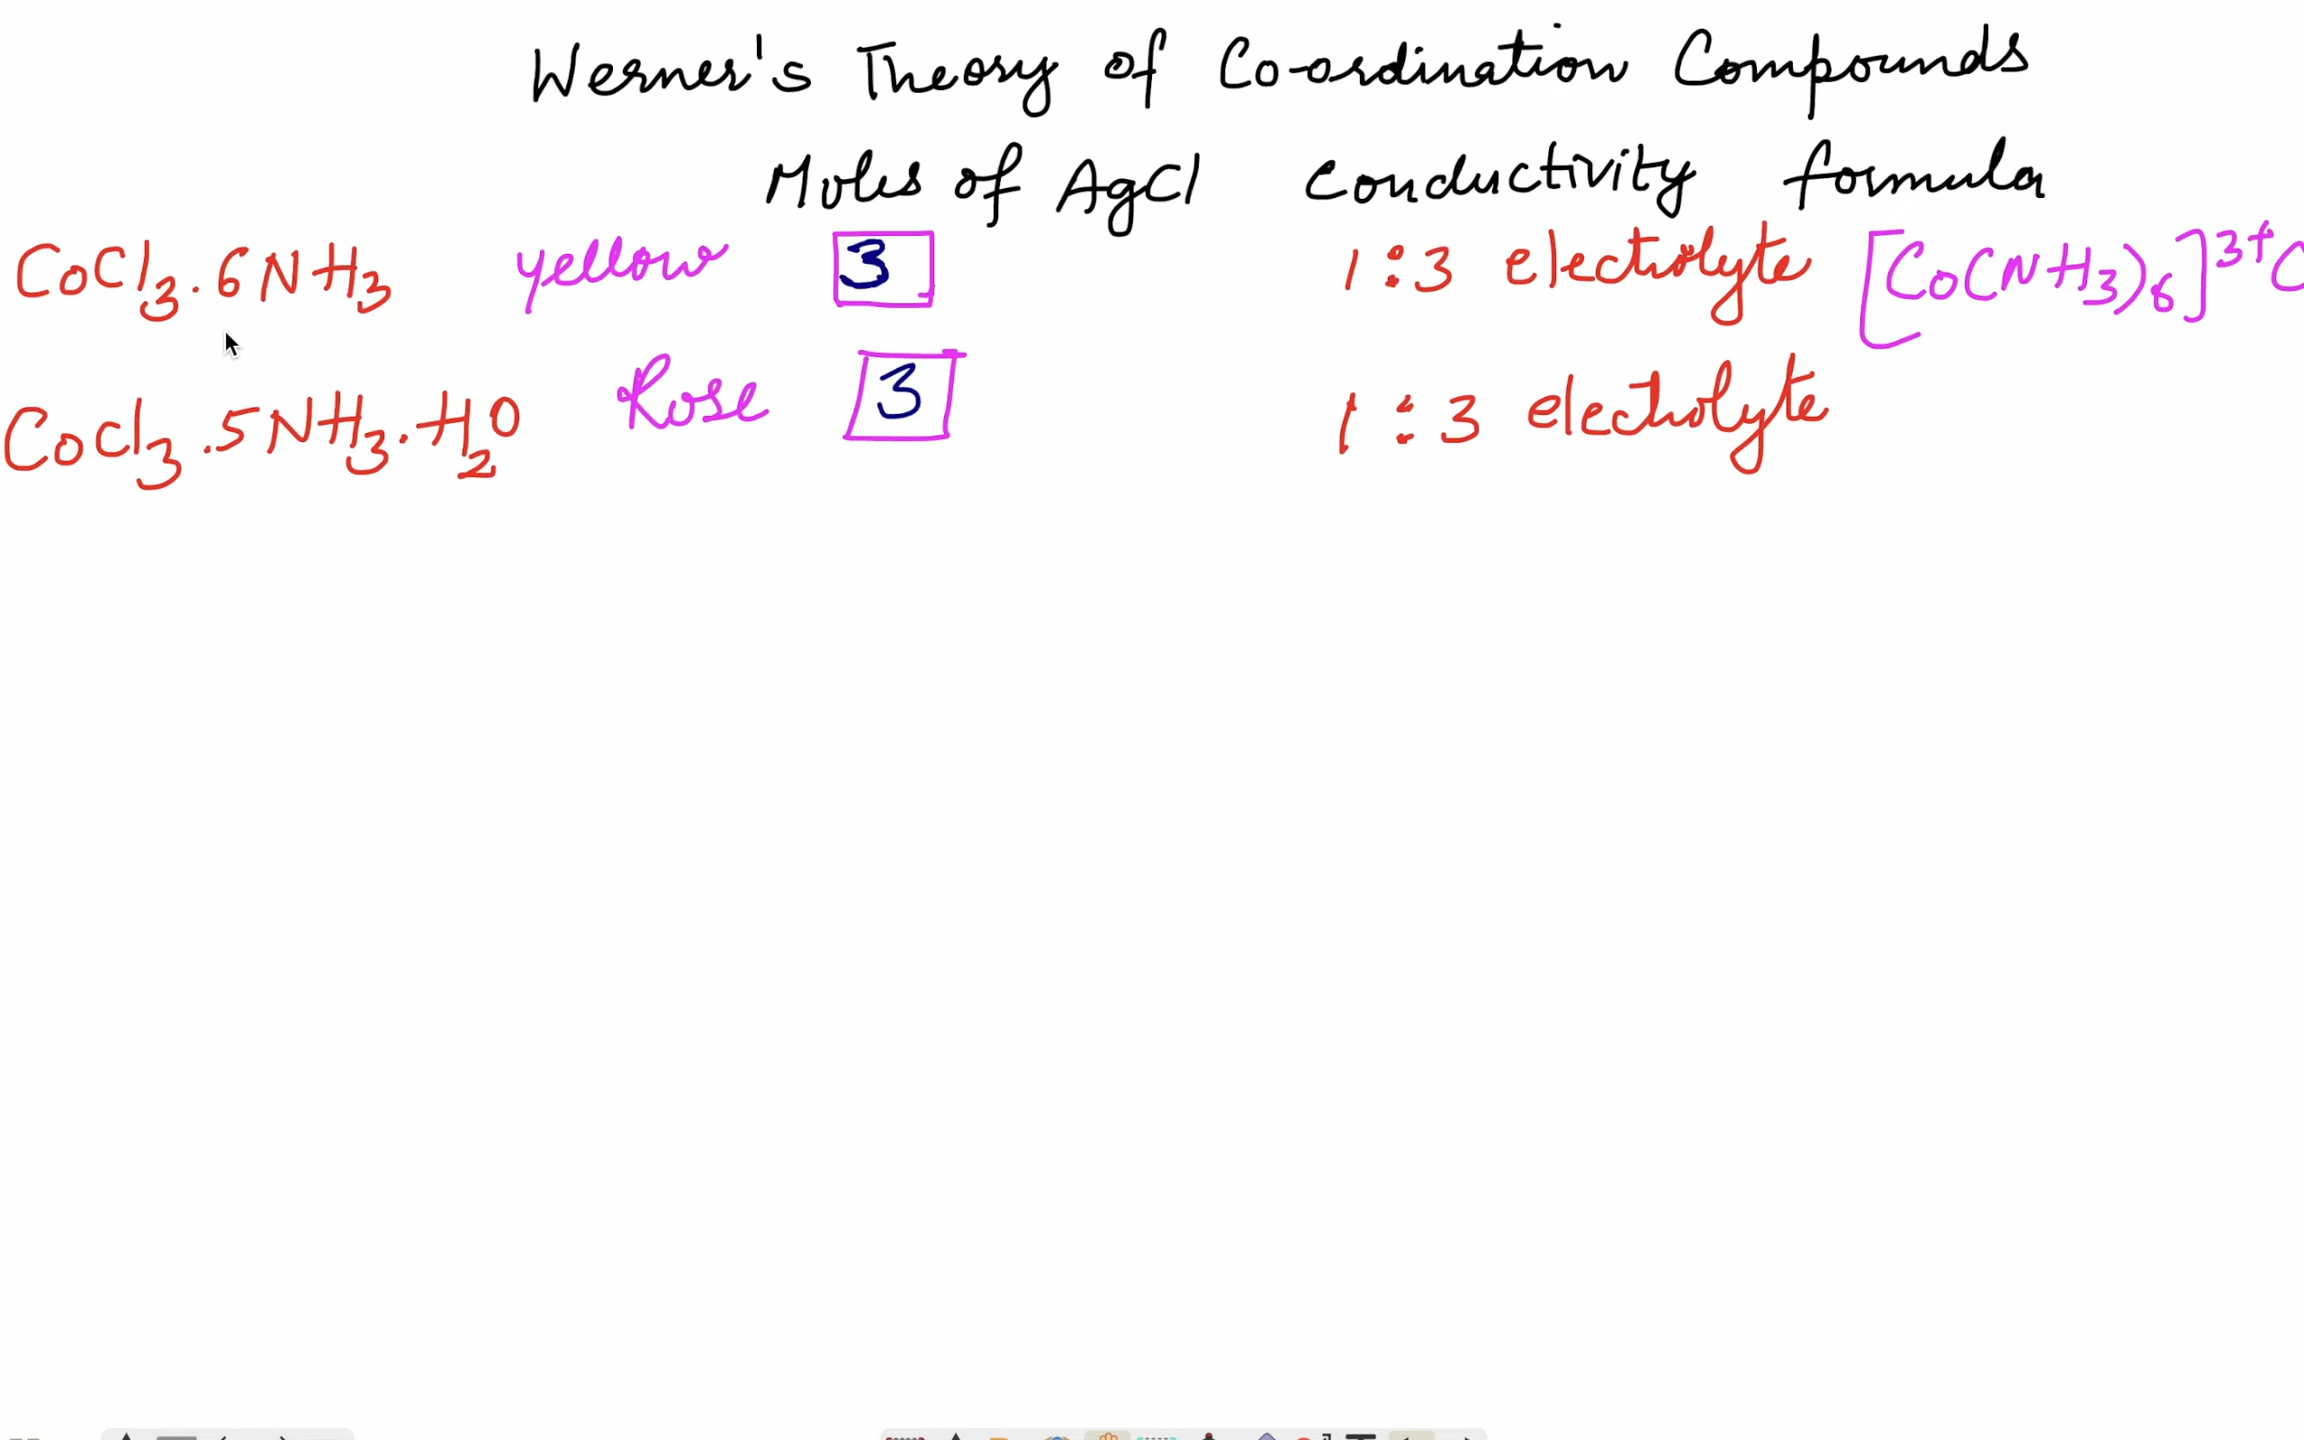 Werner's Theory of Co-ordination Compounds
Moles of AgCl conductivity formula
CoCl₃.6NH₃ yellow 3 1:3 electrolyte [Co(NH₃)₆]³⁺C
CoCl₃.5NH₃.H₂O Rose 3 1:3 electrolyte